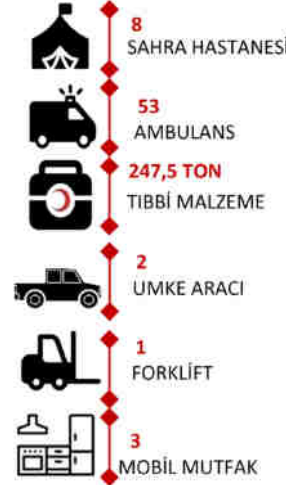 8
SAHRA HASTANESİ
53
AMBULANS
247,5 TON
TIBBİ MALZEME
2
UMKE ARACI
1
FORKLİFT
3
MOBİL MUTFAK